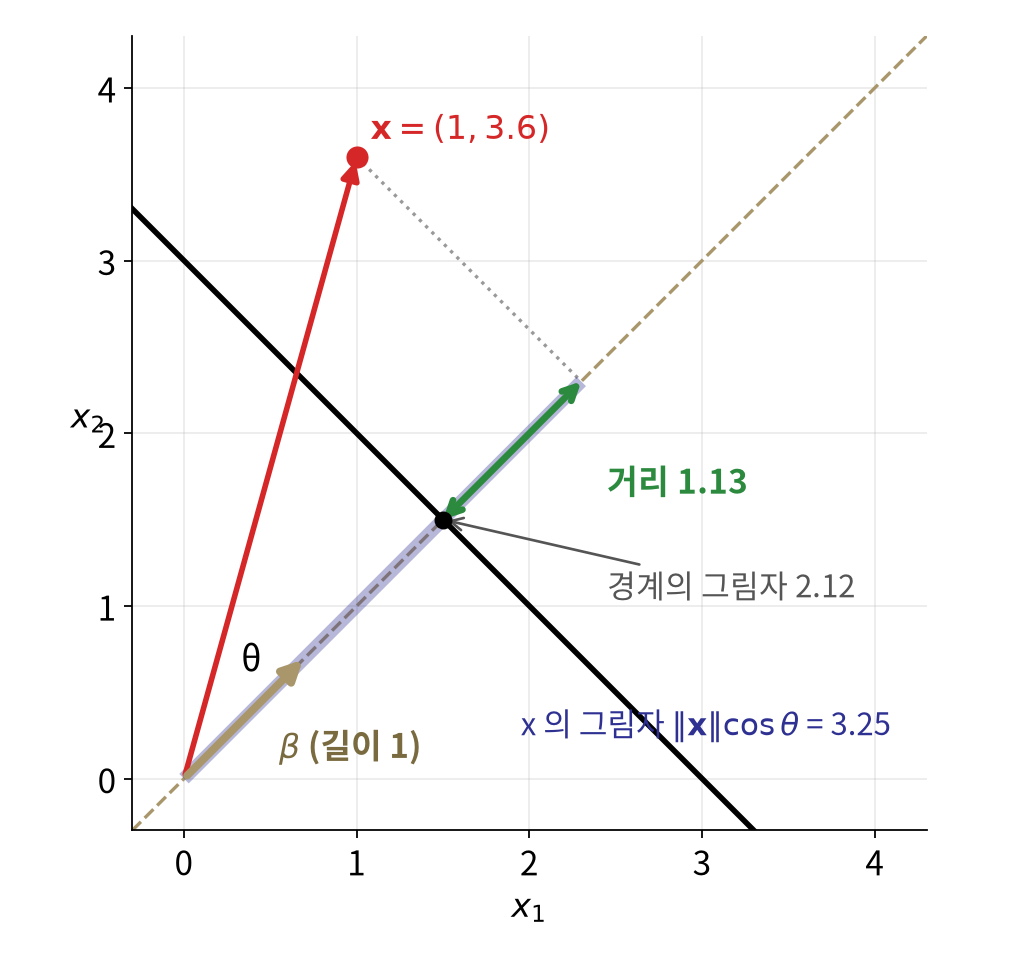 4
x = (1, 3.6)
3
x₂
2
거리 1.13
경계의 그림자 2.12
1
θ
x 의 그림자 ‖x‖cos θ = 3.25
β (길이 1)
0
0 1 2 3 4
x₁